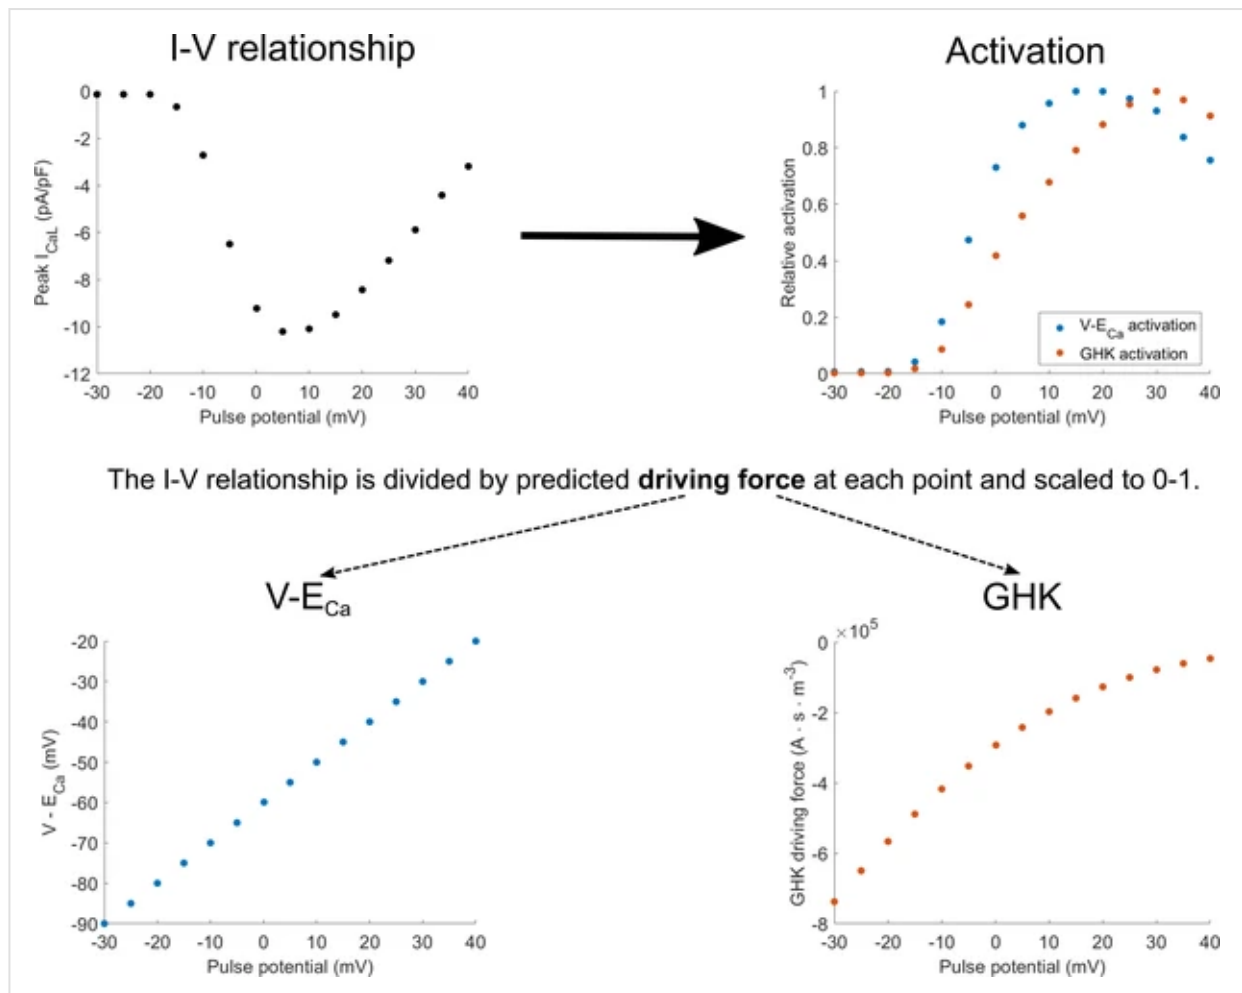 I-V relationship
0
-2
-4
-6
-8
-10
-12
Peak I_CaL (pA/pF)
-30 -20 -10 0 10 20 30 40
Pulse potential (mV)
Activation
1
0.8
0.6
0.4
0.2
0
Relative activation
V-E_Ca activation
GHK activation
-30 -20 -10 0 10 20 30 40
Pulse potential (mV)
The I-V relationship is divided by predicted driving force at each point and scaled to 0-1.
V-E_Ca
-20
-30
-40
-50
-60
-70
-80
-90
V - E_Ca (mV)
-30 -20 -10 0 10 20 30 40
Pulse potential (mV)
GHK
×10⁵
0
-2
-4
-6
-8
GHK driving force (A · s · m⁻³)
-30 -20 -10 0 10 20 30 40
Pulse potential (mV)